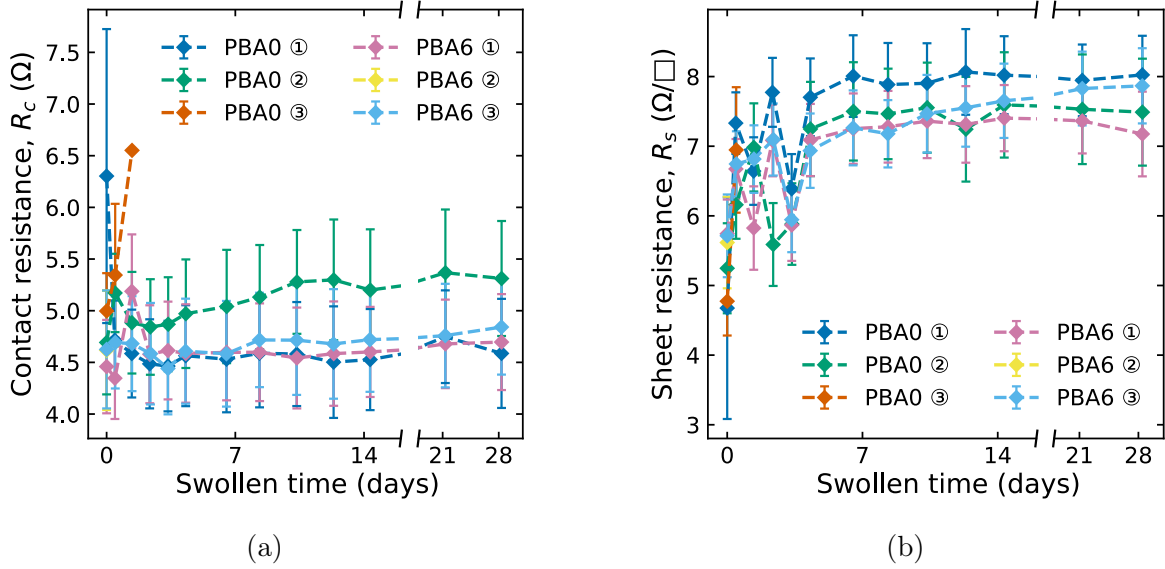 Contact resistance, R_c (Ω)
7.5
7.0
6.5
6.0
5.5
5.0
4.5
4.0
PBA0 ①
PBA0 ②
PBA0 ③
PBA6 ①
PBA6 ②
PBA6 ③
0 7 14 21 28
Swollen time (days)
(a)
Sheet resistance, R_s (Ω/□)
8
7
6
5
4
3
PBA0 ①
PBA0 ②
PBA0 ③
PBA6 ①
PBA6 ②
PBA6 ③
0 7 14 21 28
Swollen time (days)
(b)